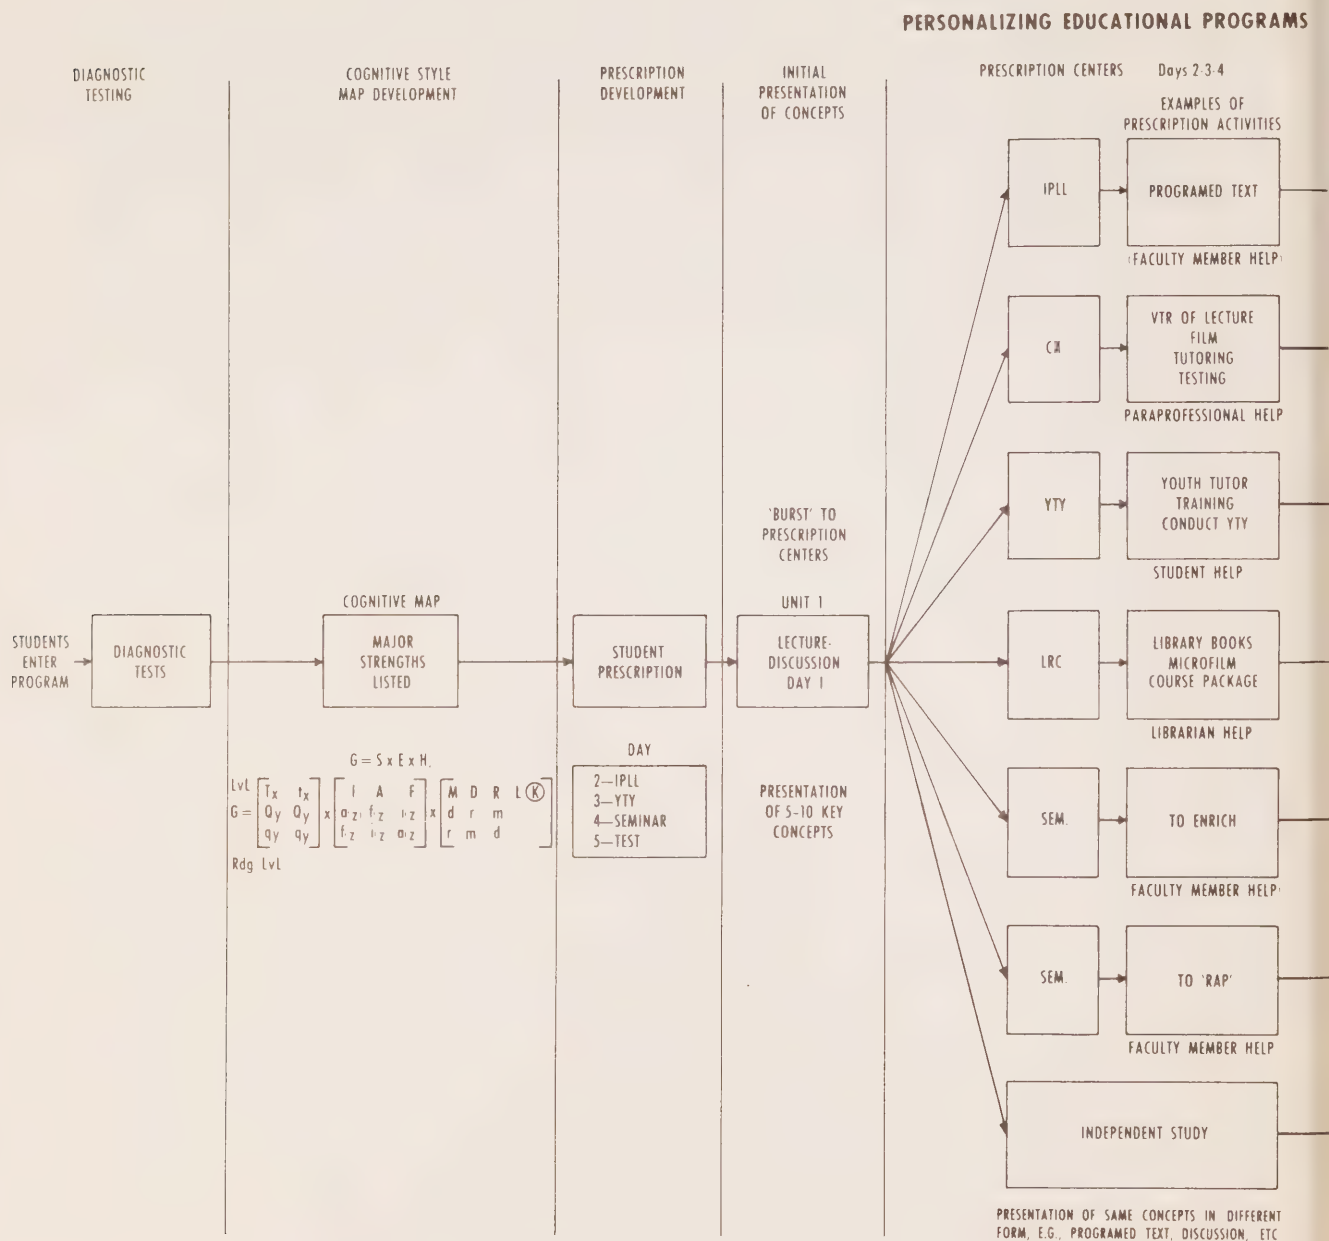 PERSONALIZING EDUCATIONAL PROGRAMS
DIAGNOSTIC
TESTING
COGNITIVE STYLE
MAP DEVELOPMENT
PRESCRIPTION
DEVELOPMENT
INITIAL
PRESENTATION
OF CONCEPTS
PRESCRIPTION CENTERS Days 2-3-4
EXAMPLES OF
PRESCRIPTION ACTIVITIES
IPLL
PROGRAMED TEXT
(FACULTY MEMBER HELP)
VTR OF LECTURE
FILM
TUTORING
TESTING
PARAPROFESSIONAL HELP
YTY
YOUTH TUTOR
TRAINING
CONDUCT YTY
STUDENT HELP
'BURST' TO
PRESCRIPTION
CENTERS
STUDENTS
ENTER
PROGRAM
DIAGNOSTIC
TESTS
COGNITIVE MAP
MAJOR
STRENGTHS
LISTED
STUDENT
PRESCRIPTION
UNIT 1
LECTURE-
DISCUSSION
DAY 1
LRC
LIBRARY BOOKS
MICROFILM
COURSE PACKAGE
LIBRARIAN HELP
G = S x E x H
LvL
G =
x
A F
x
M D R L K
d r m
r m d
Rdg LvL
DAY
2—IPLL
3—YTY
4—SEMINAR
5—TEST
PRESENTATION
OF 5-10 KEY
CONCEPTS
SEM.
TO ENRICH
FACULTY MEMBER HELP
SEM.
TO 'RAP'
FACULTY MEMBER HELP
INDEPENDENT STUDY
PRESENTATION OF SAME CONCEPTS IN DIFFERENT
FORM, E.G., PROGRAMED TEXT, DISCUSSION, ETC